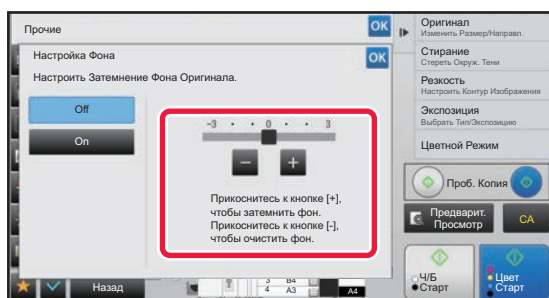 Прочие
OK
Настройка Фона
OK
Настроить Затемнение Фона Оригинала.
Off
On
-3 0 3
Прикоснитесь к кнопке [+],
чтобы затемнить фон.
Прикоснитесь к кнопке [-],
чтобы очистить фон.
Назад
3 B4
4 A3
A4
Оригинал
Изменить Размер/Направл.
Стирание
Стереть Окруж. Тени
Резкость
Настроить Контур Изображения
Экспозиция
Выбрать Тип/Экспозицию
Цветной Режим
Проб. Копия
Предварит.
Просмотр
CA
Ч/Б
Старт
Цвет
Старт